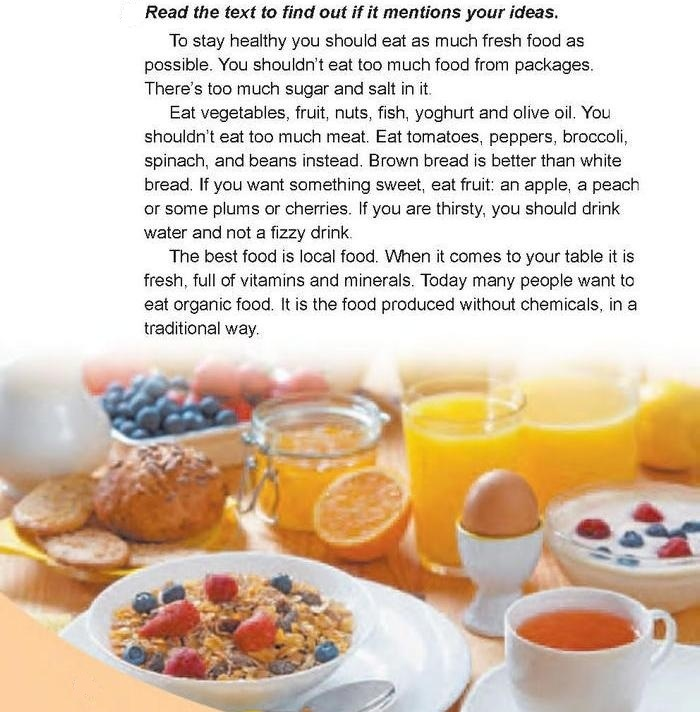 Read the text to find out if it mentions your ideas.
To stay healthy you should eat as much fresh food as
possible. You shouldn't eat too much food from packages.
There's too much sugar and salt in it.
Eat vegetables, fruit, nuts, fish, yoghurt and olive oil. You
shouldn't eat too much meat. Eat tomatoes, peppers, broccoli,
spinach, and beans instead. Brown bread is better than white
bread. If you want something sweet, eat fruit: an apple, a peach
or some plums or cherries. If you are thirsty, you should drink
water and not a fizzy drink.
The best food is local food. When it comes to your table it is
fresh, full of vitamins and minerals. Today many people want to
eat organic food. It is the food produced without chemicals, in a
traditional way.